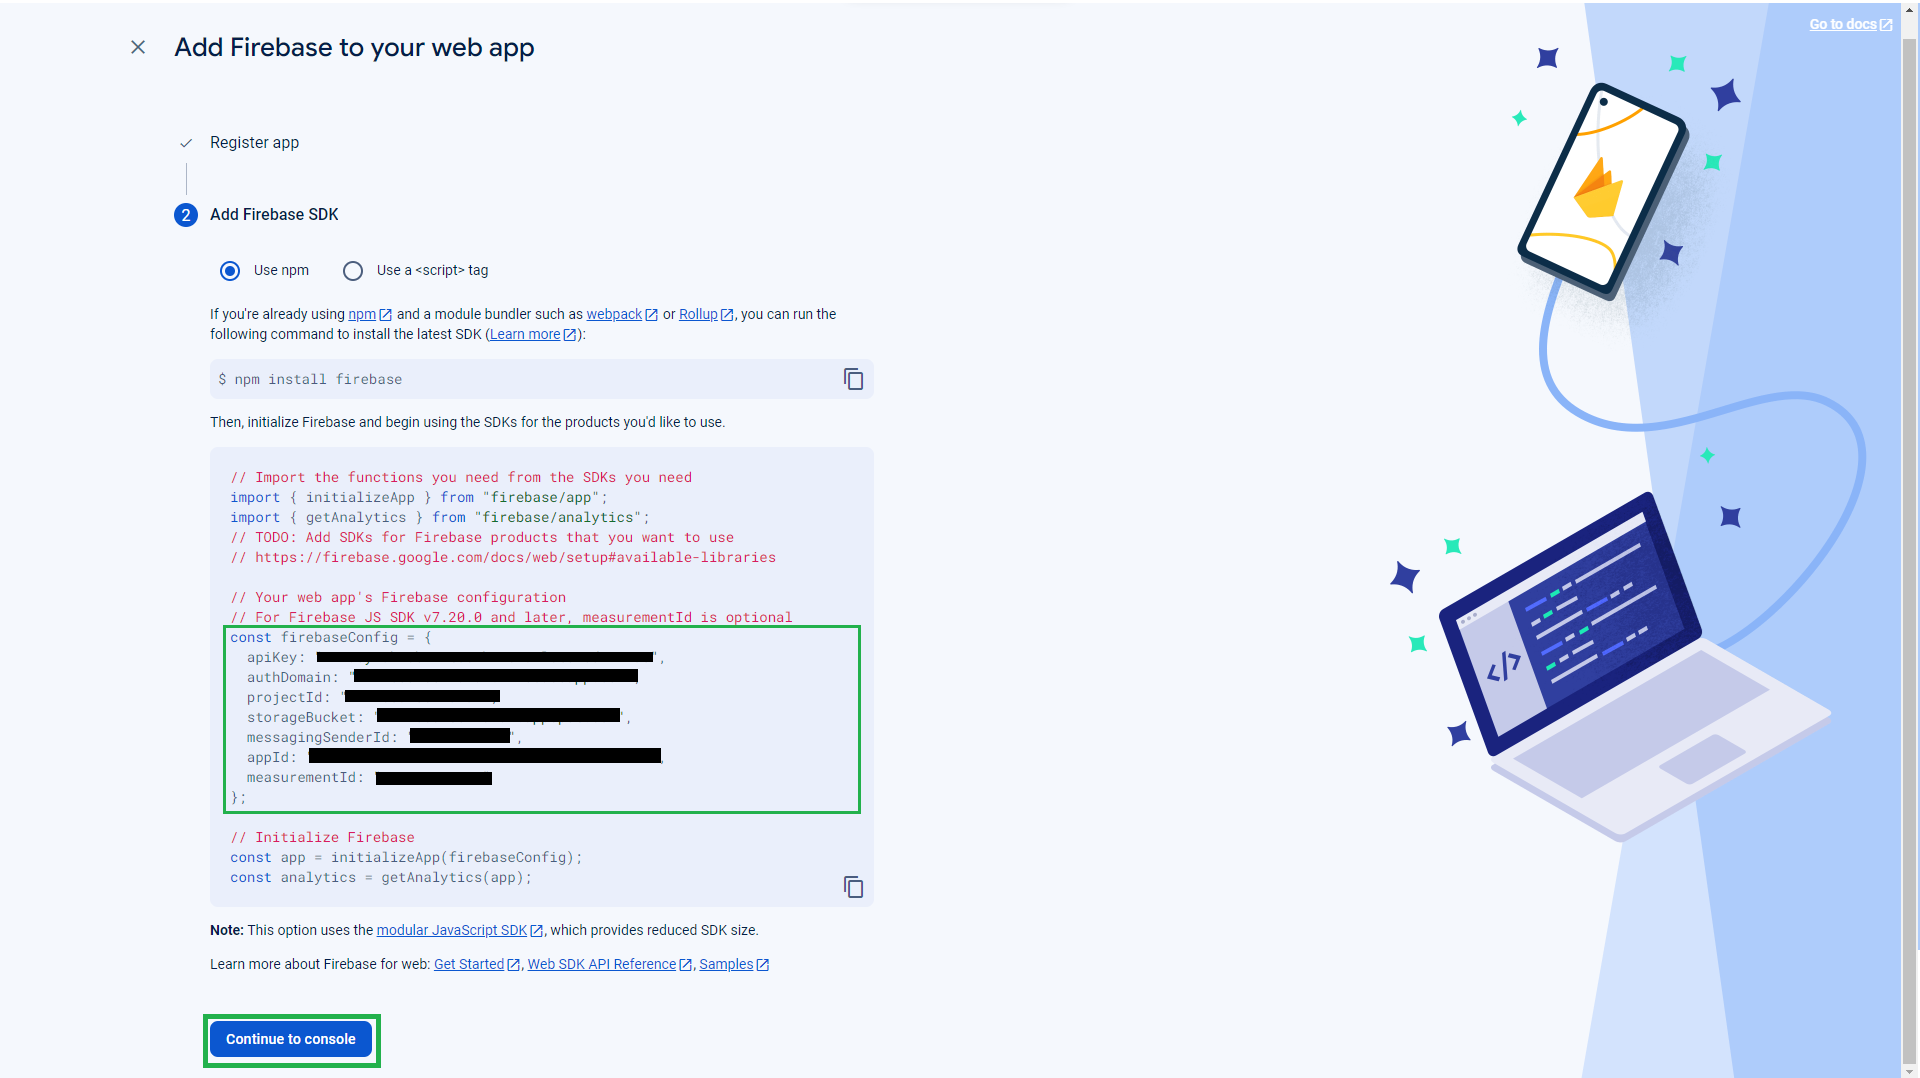 Go to docs
Add Firebase to your web app
Register app
2 Add Firebase SDK
Use npm Use a <script> tag
If you're already using npm and a module bundler such as webpack or Rollup, you can run the
following command to install the latest SDK (Learn more):
$ npm install firebase
Then, initialize Firebase and begin using the SDKs for the products you'd like to use.
// Import the functions you need from the SDKs you need
import { initializeApp } from "firebase/app";
import { getAnalytics } from "firebase/analytics";
// TODO: Add SDKs for Firebase products that you want to use
// https://firebase.google.com/docs/web/setup#available-libraries
// Your web app's Firebase configuration
// For Firebase JS SDK v7.20.0 and later, measurementId is optional
const firebaseConfig = {
apiKey: "",
authDomain: "
projectId: "
storageBucket: "",
messagingSenderId: "",
appId: ",
measurementId: "
};
// Initialize Firebase
const app = initializeApp(firebaseConfig);
const analytics = getAnalytics(app);
Note: This option uses the modular JavaScript SDK, which provides reduced SDK size.
Learn more about Firebase for web: Get Started, Web SDK API Reference, Samples
Continue to console